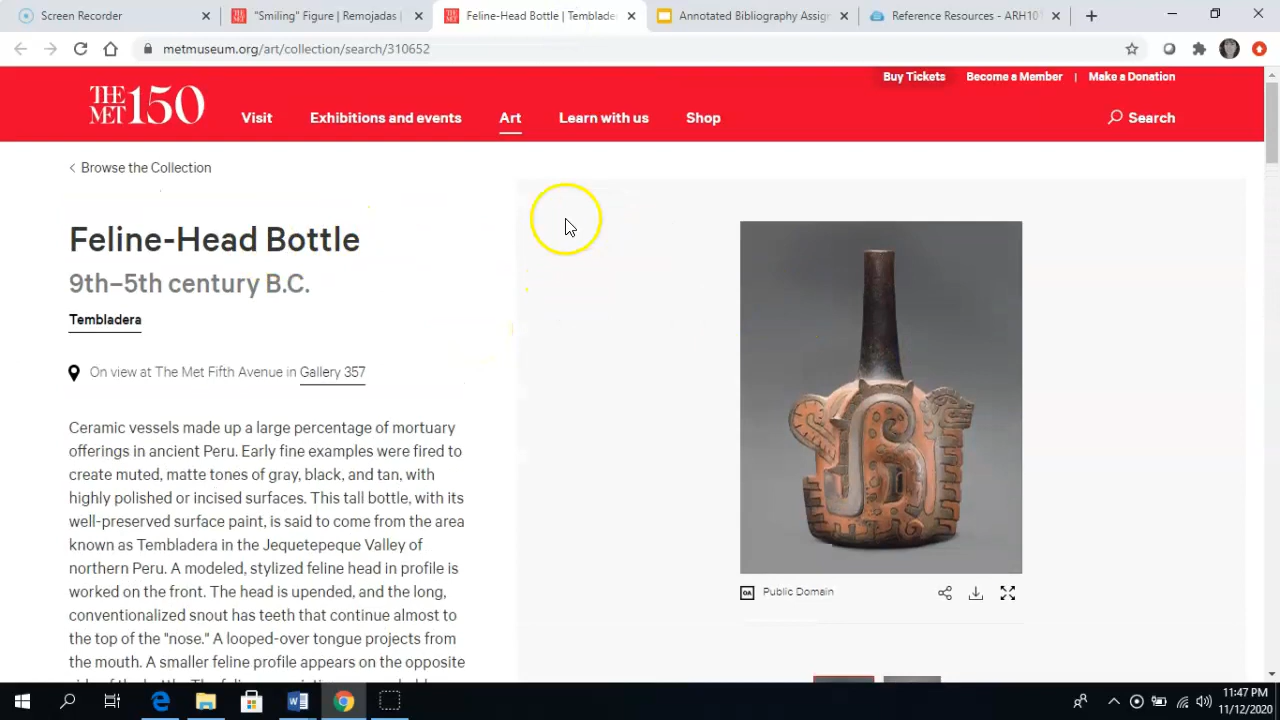 Screen Recorder
"Smiling" Figure | Remojadas |
Feline-Head Bottle | Tembladera
Annotated Bibliography Assig
Reference Resources - ARH101
metmuseum.org/art/collection/search/310652
Buy Tickets Become a Member | Make a Donation
THE MET 150
Visit Exhibitions and events Art Learn with us Shop Search
Browse the Collection
Feline-Head Bottle
9th–5th century B.C.
Tembladera
On view at The Met Fifth Avenue in Gallery 357
Ceramic vessels made up a large percentage of mortuary
offerings in ancient Peru. Early fine examples were fired to
create muted, matte tones of gray, black, and tan, with
highly polished or incised surfaces. This tall bottle, with its
well-preserved surface paint, is said to come from the area
known as Tembladera in the Jequetepeque Valley of
northern Peru. A modeled, stylized feline head in profile is
worked on the front. The head is upended, and the long,
conventionalized snout has teeth that continue almost to
the top of the "nose." A looped-over tongue projects from
the mouth. A smaller feline profile appears on the opposite
OA Public Domain
11:47 PM
11/12/2020